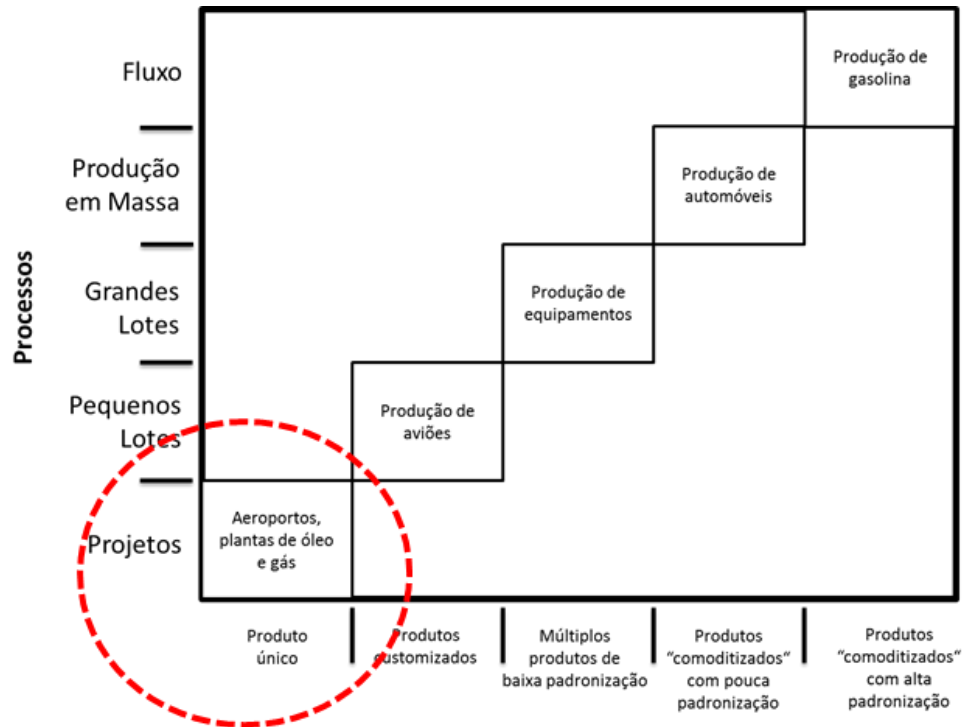 Processos
Fluxo
Produção
em Massa
Grandes
Lotes
Pequenos
Lotes
Projetos
Produção de
gasolina
Produção de
automóveis
Produção de
equipamentos
Produção de
aviões
Aeroportos,
plantas de óleo
e gás
Produto
único
Produtos
customizados
Múltiplos
produtos de
baixa padronização
Produtos
“comoditizados“
com pouca
padronização
Produtos
“comoditizados“
com alta
padronização